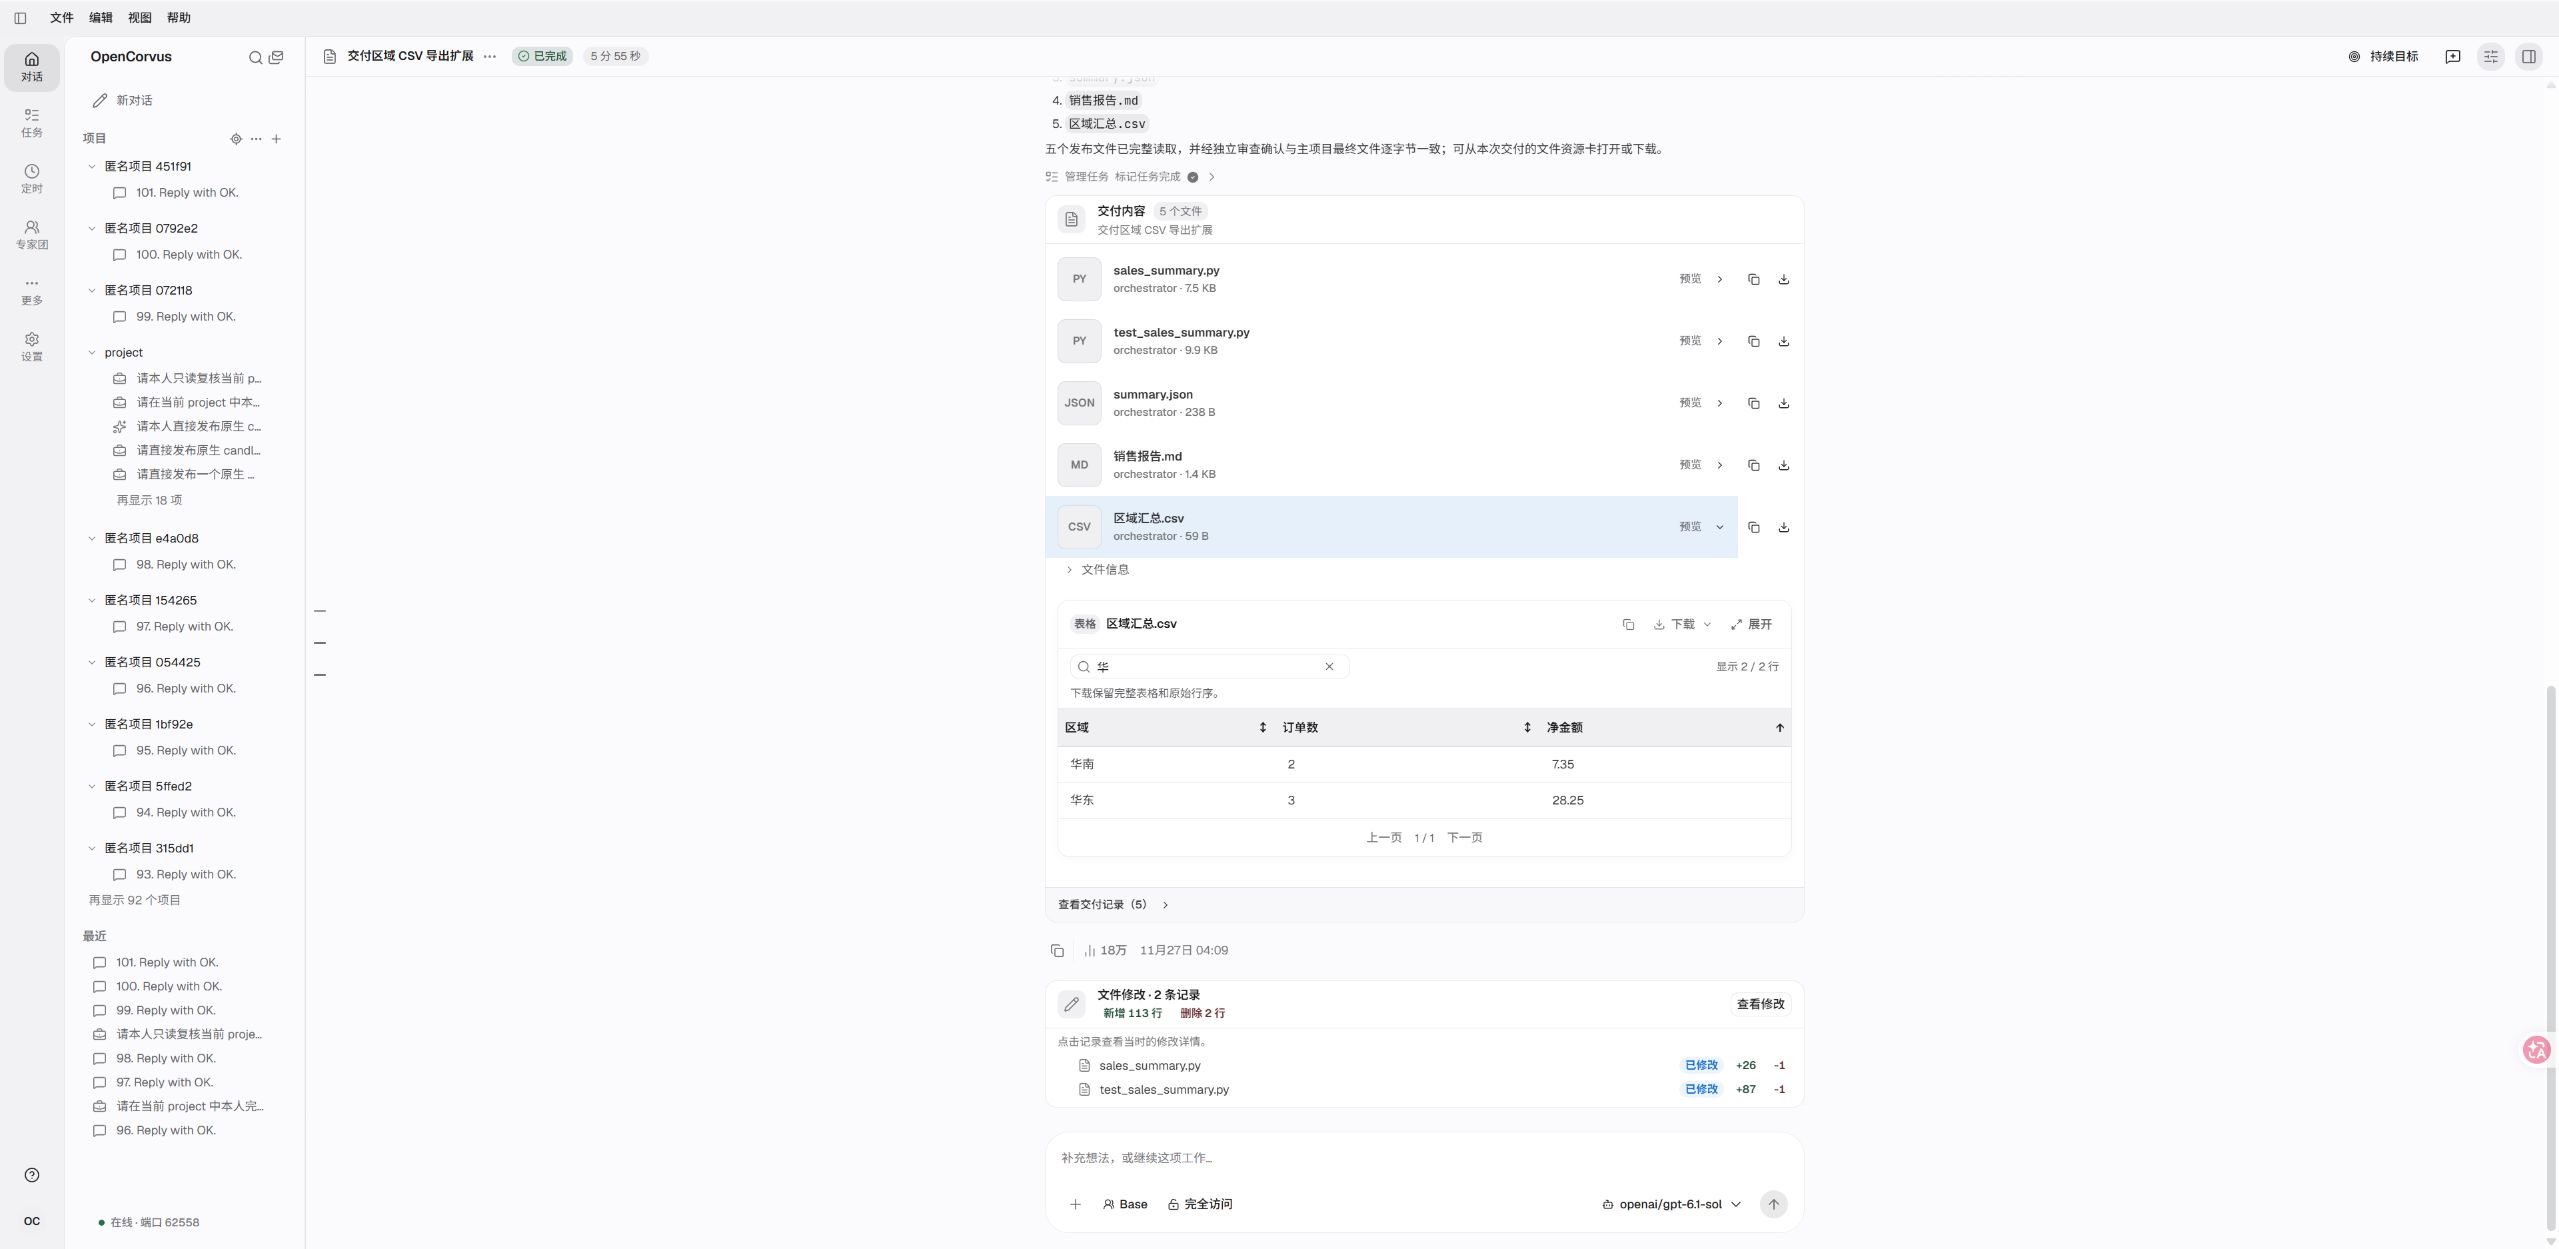 文件 编辑 视图 帮助
OpenCorvus
对话
任务
定时
专家团
更多
设置
OC
新对话
项目
匿名项目 451f91
101. Reply with OK.
匿名项目 0792e2
100. Reply with OK.
匿名项目 072118
99. Reply with OK.
project
请本人只读复核当前 p...
请在当前 project 中本...
请本人直接发布原生 c...
请直接发布原生 candl...
请直接发布一个原生 ...
再显示 18 项
匿名项目 e4a0d8
98. Reply with OK.
匿名项目 154265
97. Reply with OK.
匿名项目 054425
96. Reply with OK.
匿名项目 1bf92e
95. Reply with OK.
匿名项目 5ffed2
94. Reply with OK.
匿名项目 315dd1
93. Reply with OK.
再显示 92 个项目
最近
101. Reply with OK.
100. Reply with OK.
99. Reply with OK.
请本人只读复核当前 proje...
98. Reply with OK.
97. Reply with OK.
请在当前 project 中本人完...
96. Reply with OK.
在线 · 端口 62558
交付区域 CSV 导出扩展 ··· 已完成 5 分 55 秒
持续目标
3. summary.json
4. 销售报告.md
5. 区域汇总.csv
五个发布文件已完整读取，并经独立审查确认与主项目最终文件逐字节一致；可从本次交付的文件资源卡打开或下载。
管理任务 标记任务完成
交付内容 5 个文件
交付区域 CSV 导出扩展
PY sales_summary.py 预览
orchestrator · 7.5 KB
PY test_sales_summary.py 预览
orchestrator · 9.9 KB
JSON summary.json 预览
orchestrator · 238 B
MD 销售报告.md 预览
orchestrator · 1.4 KB
CSV 区域汇总.csv 预览
orchestrator · 59 B
文件信息
表格 区域汇总.csv 下载 展开
华 显示 2 / 2 行
下载保留完整表格和原始行序。
区域 订单数 净金额
华南 2 7.35
华东 3 28.25
上一页 1 / 1 下一页
查看交付记录（5）
18万 11月27日 04:09
文件修改 · 2 条记录 查看修改
新增 113 行 删除 2 行
点击记录查看当时的修改详情。
sales_summary.py 已修改 +26 -1
test_sales_summary.py 已修改 +87 -1
补充想法，或继续这项工作...
Base 完全访问 openai/gpt-6.1-sol